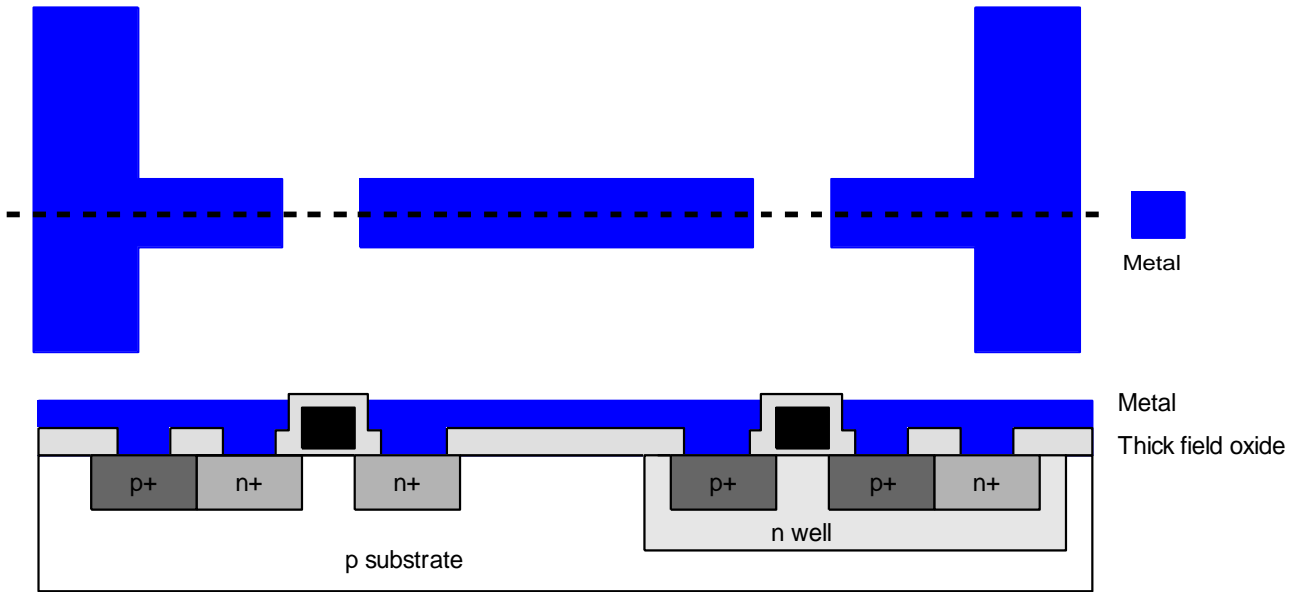 Metal
Metal
Thick field oxide
p+
n+
n+
p+
p+
n+
n well
p substrate